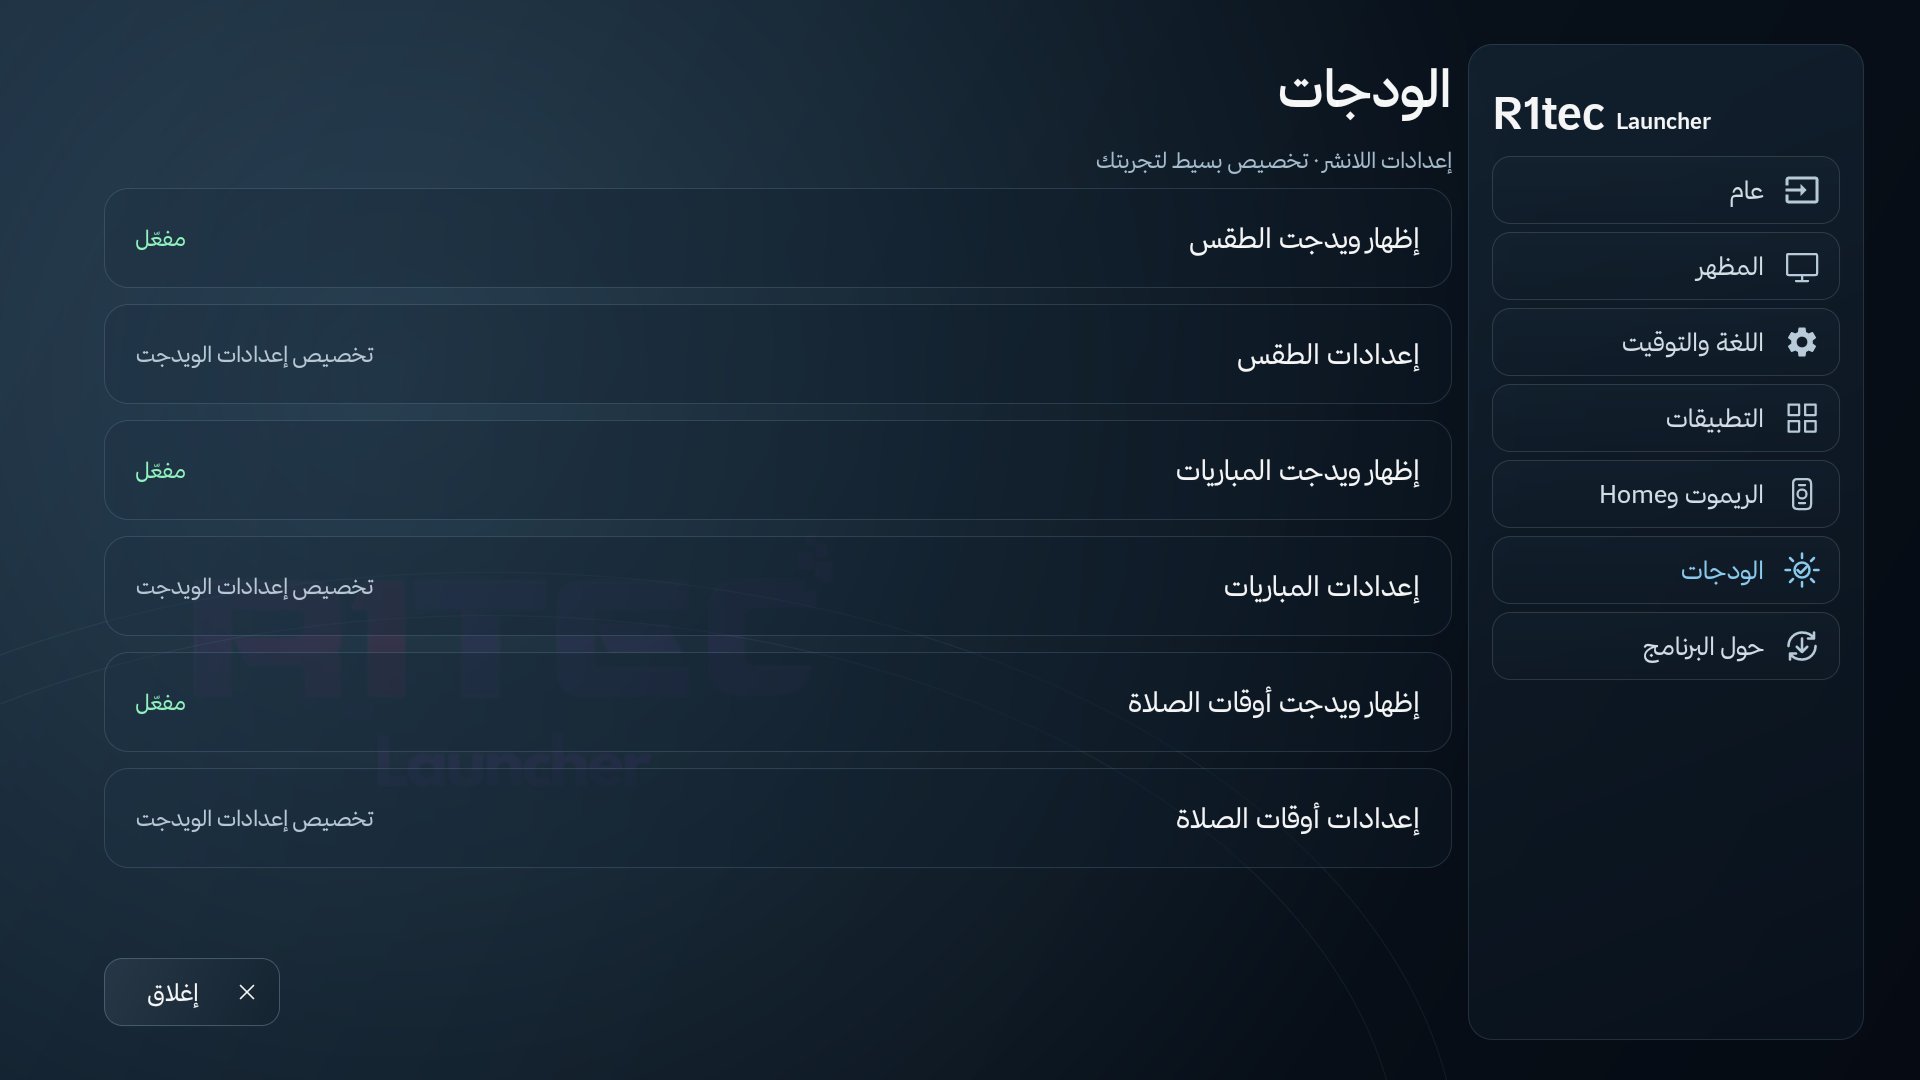 R1tec Launcher
عام
المظهر
اللغة والتوقيت
التطبيقات
الريموت وHome
الودجات
حول البرنامج
الودجات
إعدادات اللانشر · تخصيص بسيط لتجربتك
إظهار ويدجت الطقس
مفعّل
إعدادات الطقس
تخصيص إعدادات الويدجت
إظهار ويدجت المباريات
مفعّل
إعدادات المباريات
تخصيص إعدادات الويدجت
إظهار ويدجت أوقات الصلاة
مفعّل
إعدادات أوقات الصلاة
تخصيص إعدادات الويدجت
R1TEC
Launcher
إغلاق